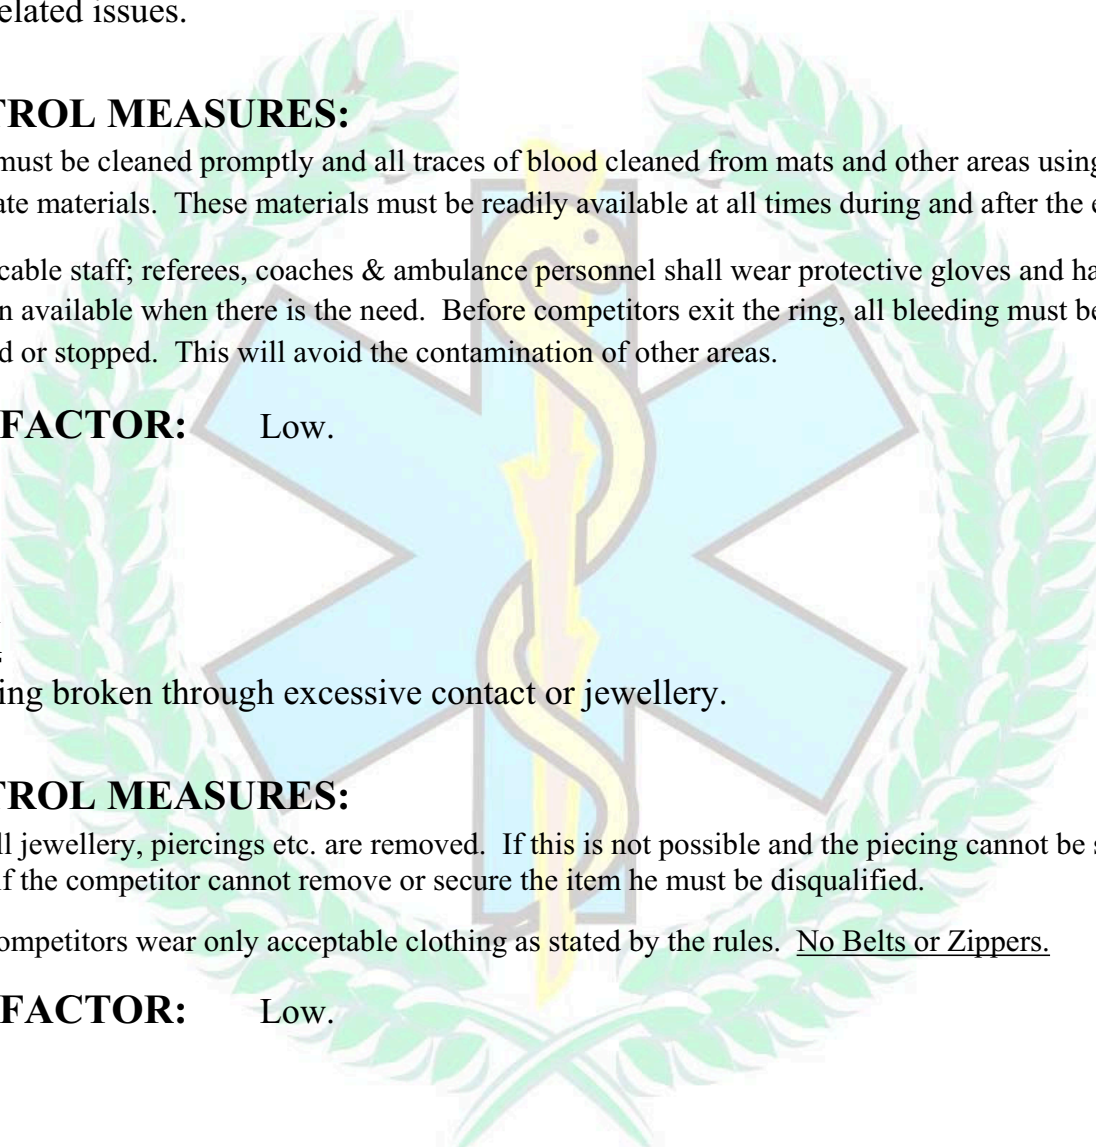 elated issues.
TROL MEASURES:
must be cleaned promptly and all traces of blood cleaned from mats and other areas using
ate materials. These materials must be readily available at all times during and after the e
cable staff; referees, coaches & ambulance personnel shall wear protective gloves and ha
n available when there is the need. Before competitors exit the ring, all bleeding must be
d or stopped. This will avoid the contamination of other areas.
FACTOR: Low.
ing broken through excessive contact or jewellery.
TROL MEASURES:
ll jewellery, piercings etc. are removed. If this is not possible and the piecing cannot be s
if the competitor cannot remove or secure the item he must be disqualified.
ompetitors wear only acceptable clothing as stated by the rules. No Belts or Zippers.
FACTOR: Low.